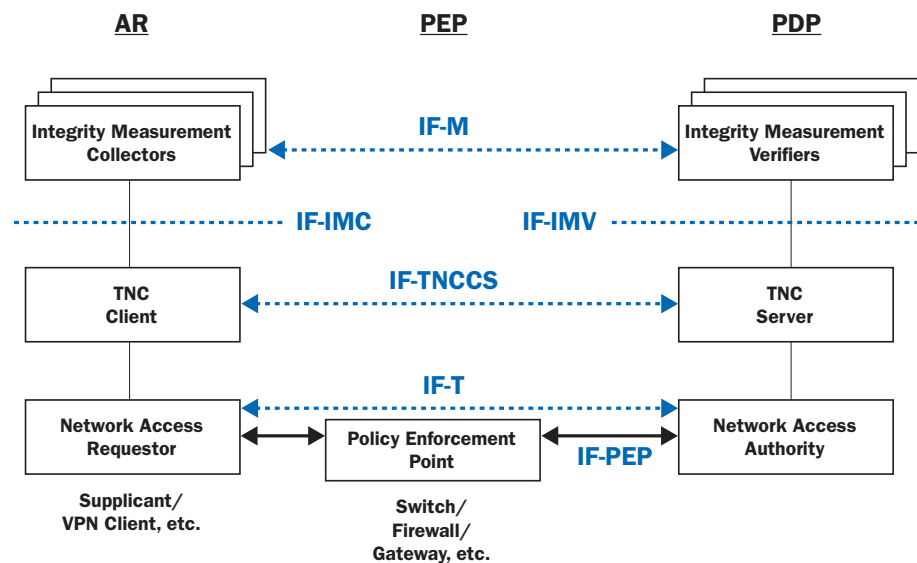 AR
PEP
PDP
Integrity Measurement
Collectors
IF-M
Integrity Measurement
Verifiers
IF-IMC
IF-IMV
TNC
Client
IF-TNCCS
TNC
Server
IF-T
Network Access
Requestor
Policy Enforcement
Point
IF-PEP
Network Access
Authority
Supplicant/
VPN Client, etc.
Switch/
Firewall/
Gateway, etc.